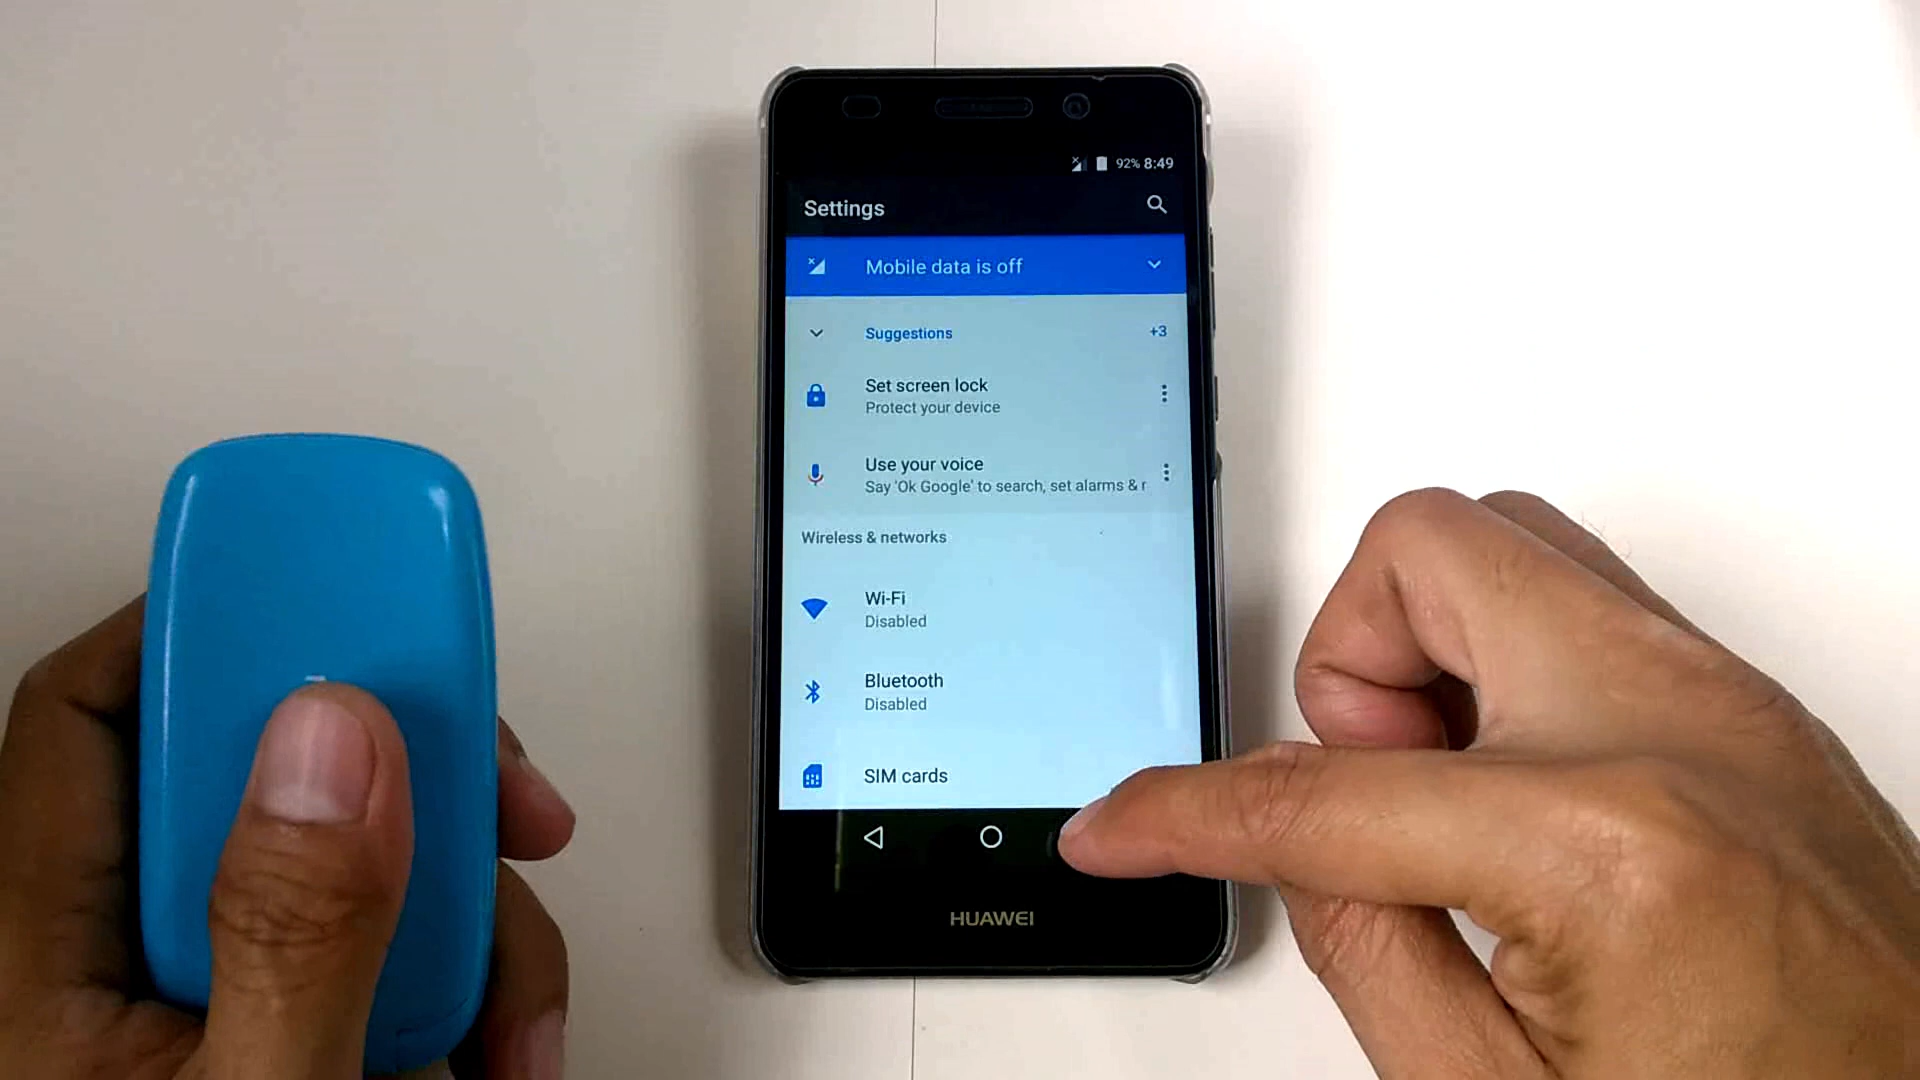 92% 8:49
Settings
Mobile data is off
Suggestions +3
Set screen lock
Protect your device
Use your voice
Say 'Ok Google' to search, set alarms & r
Wireless & networks
Wi-Fi
Disabled
Bluetooth
Disabled
SIM cards
HUAWEI